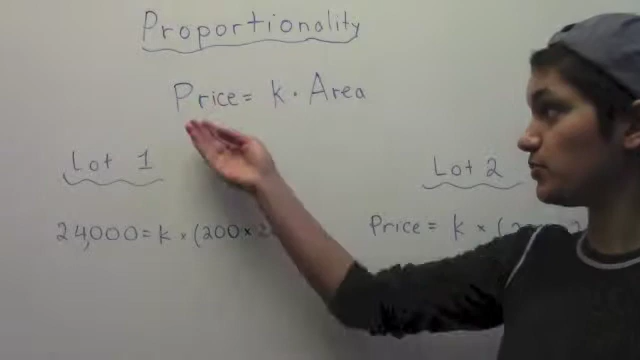 Proportionality
Price = k · Area
Lot 1
Lot 2
24,000 = k × (200 ×
Price = k × (